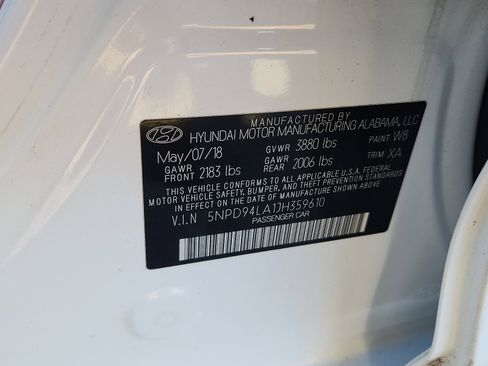 MANUFACTURED BY
HYUNDAI MOTOR MANUFACTURING ALABAMA, LLC
May/07/18 GVWR 3880 lbs PAINT W8
GAWR FRONT 2183 lbs GAWR REAR 2006 lbs TRIM XA
THIS VEHICLE CONFORMS TO ALL APPLICABLE U.S.A. FEDERAL
MOTOR VEHICLE SAFETY, BUMPER, AND THEFT PREVENTION
STANDARDS IN EFFECT ON THE DATE OF MANUFACTURE SHOWN ABOVE.
V.I.N 5NPD94LA1JH359610
PASSENGER CAR